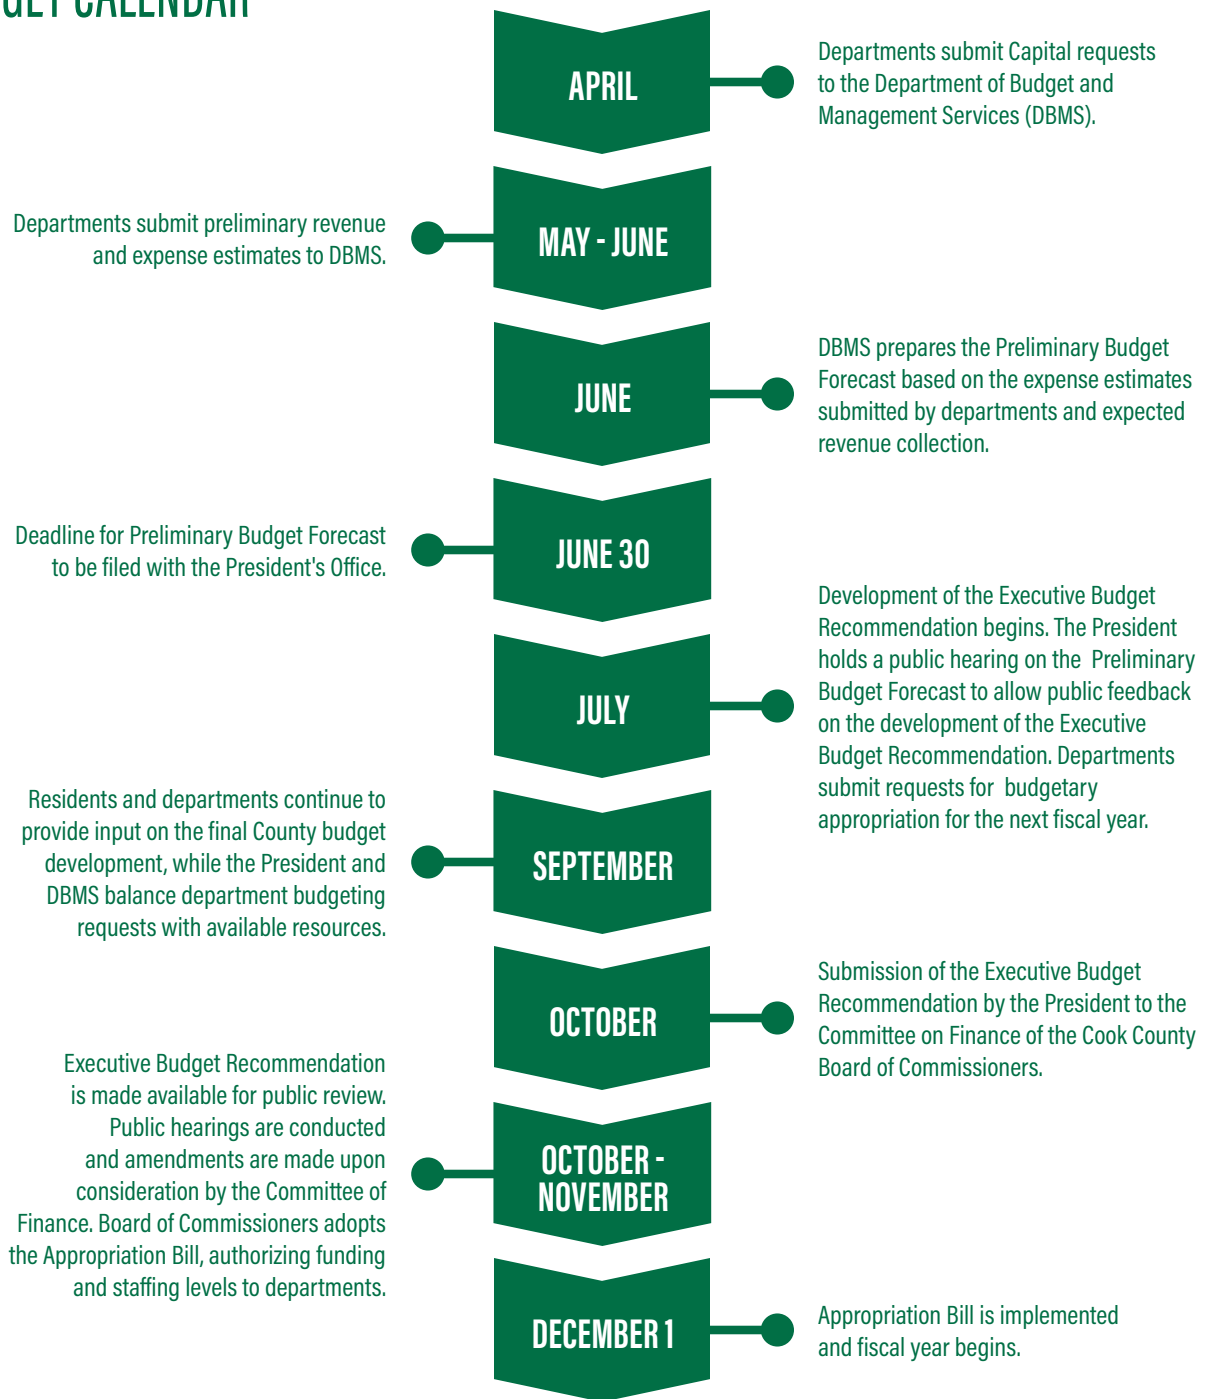 CALENDAR
APRIL
Departments submit Capital requests
to the Department of Budget and
Management Services (DBMS).
Departments submit preliminary revenue
and expense estimates to DBMS.
MAY - JUNE
JUNE
DBMS prepares the Preliminary Budget
Forecast based on the expense estimates
submitted by departments and expected
revenue collection.
Deadline for Preliminary Budget Forecast
to be filed with the President's Office.
JUNE 30
JULY
Development of the Executive Budget
Recommendation begins. The President
holds a public hearing on the Preliminary
Budget Forecast to allow public feedback
on the development of the Executive
Budget Recommendation. Departments
submit requests for budgetary
appropriation for the next fiscal year.
Residents and departments continue to
provide input on the final County budget
development, while the President and
DBMS balance department budgeting
requests with available resources.
SEPTEMBER
OCTOBER
Submission of the Executive Budget
Recommendation by the President to the
Committee on Finance of the Cook County
Board of Commissioners.
Executive Budget Recommendation
is made available for public review.
Public hearings are conducted
and amendments are made upon
consideration by the Committee of
Finance. Board of Commissioners adopts
the Appropriation Bill, authorizing funding
and staffing levels to departments.
OCTOBER -
NOVEMBER
DECEMBER 1
Appropriation Bill is implemented
and fiscal year begins.